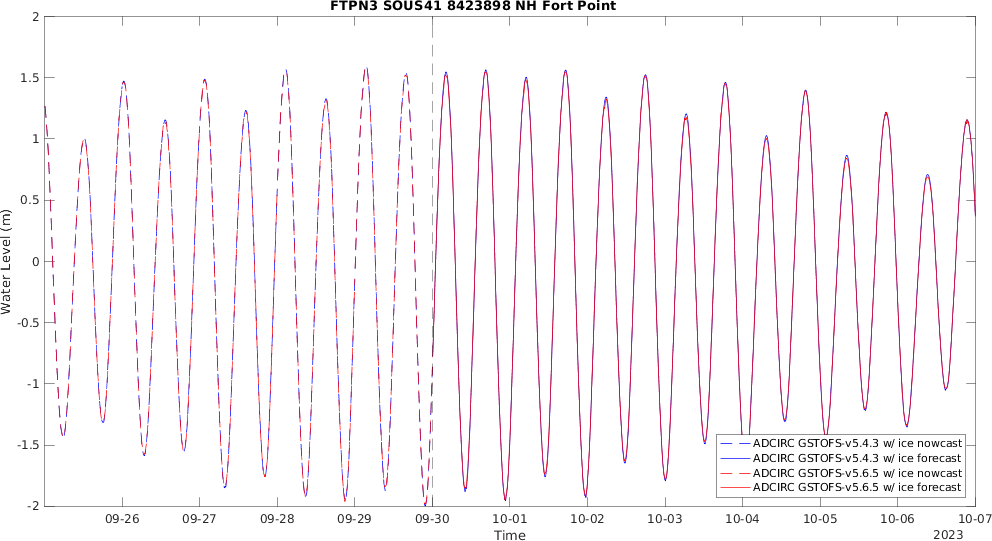 FTPN3 SOUS41 8423898 NH Fort Point
2
1.5
1
0.5
0
-0.5
-1
-1.5
-2
Water Level (m)
ADCIRC GSTOFS-v5.4.3 w/ ice nowcast
ADCIRC GSTOFS-v5.4.3 w/ ice forecast
ADCIRC GSTOFS-v5.6.5 w/ ice nowcast
ADCIRC GSTOFS-v5.6.5 w/ ice forecast
09-26 09-27 09-28 09-29 09-30 10-01 10-02 10-03 10-04 10-05 10-06 10-07
Time
2023